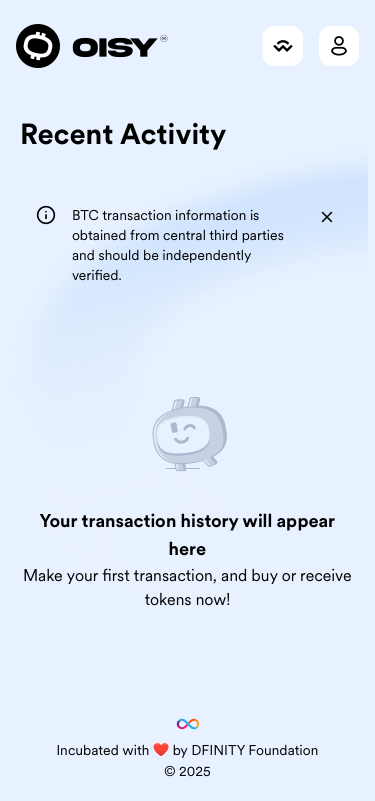 OISY
Recent Activity
BTC transaction information is
obtained from central third parties
and should be independently
verified.
Your transaction history will appear
here
Make your first transaction, and buy or receive
tokens now!
Incubated with ❤️ by DFINITY Foundation
© 2025